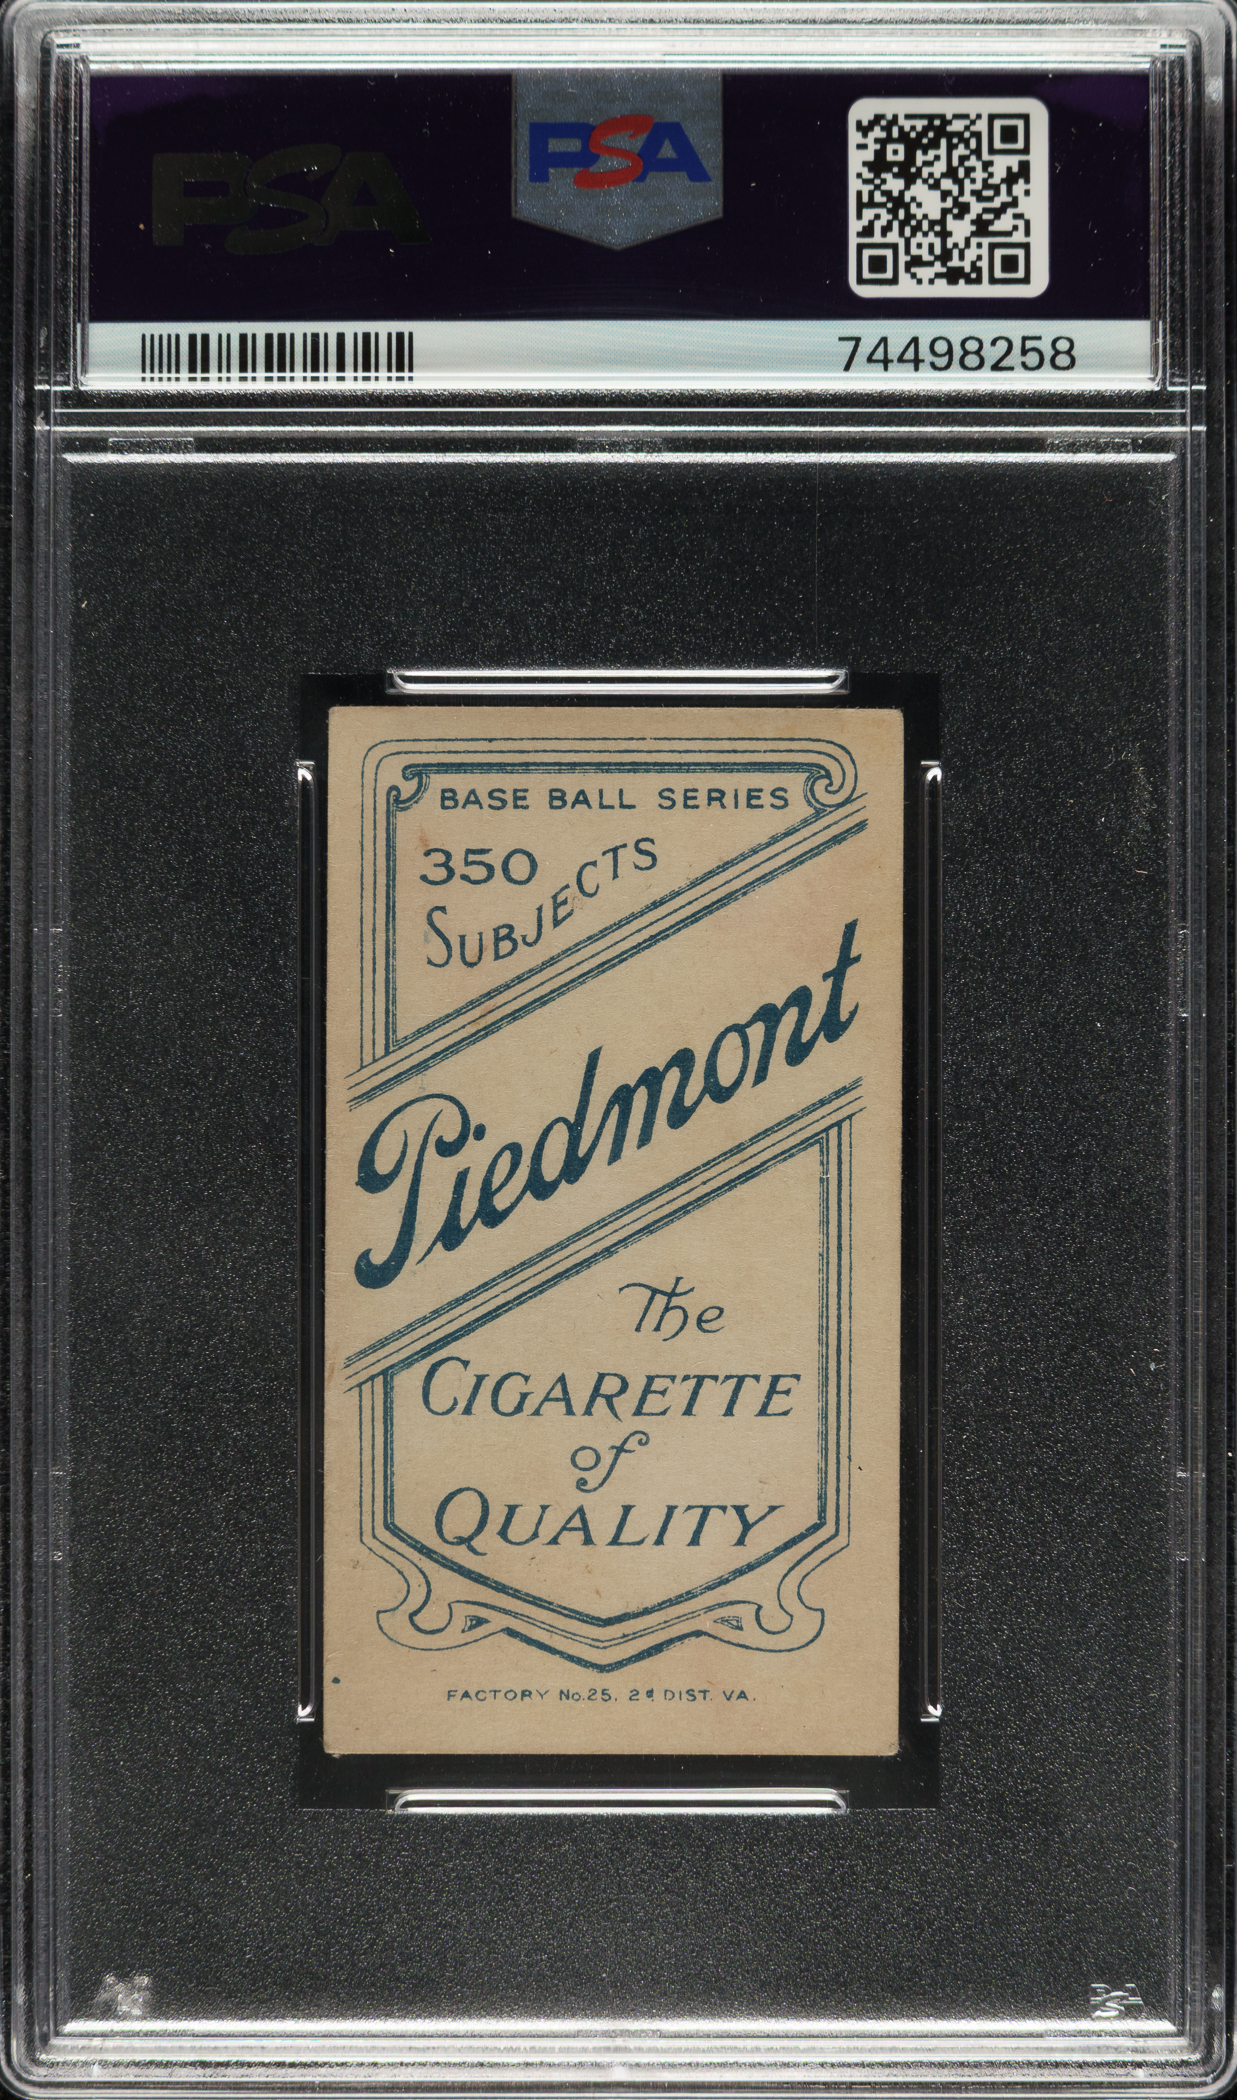 PSA
PSA
74498258
BASE BALL SERIES
350
SUBJECTS
Piedmont
The
CIGARETTE
of
QUALITY
FACTORY No.25. 2d DIST. VA.
PSA